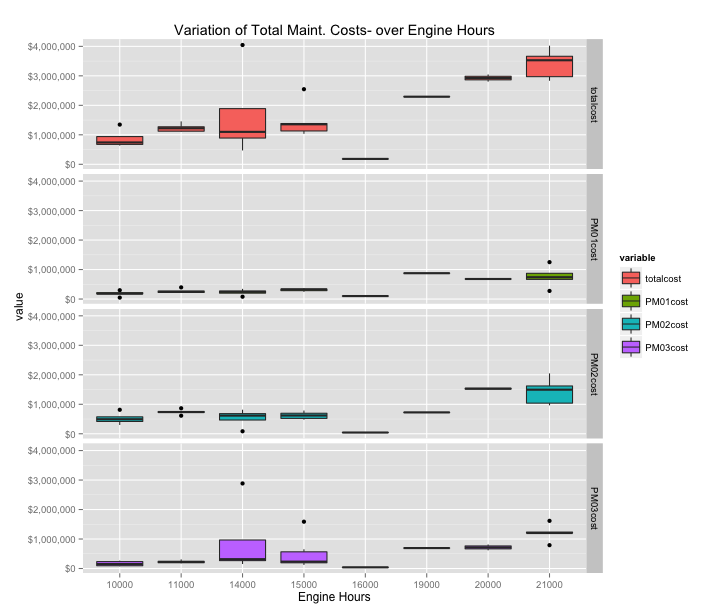 Variation of Total Maint. Costs- over Engine Hours
value
$4,000,000
$3,000,000
$2,000,000
$1,000,000
$0
totalcost
$4,000,000
$3,000,000
$2,000,000
$1,000,000
$0
PM01cost
$4,000,000
$3,000,000
$2,000,000
$1,000,000
$0
PM02cost
$4,000,000
$3,000,000
$2,000,000
$1,000,000
$0
PM03cost
10000 11000 14000 15000 16000 19000 20000 21000
Engine Hours
variable
totalcost
PM01cost
PM02cost
PM03cost